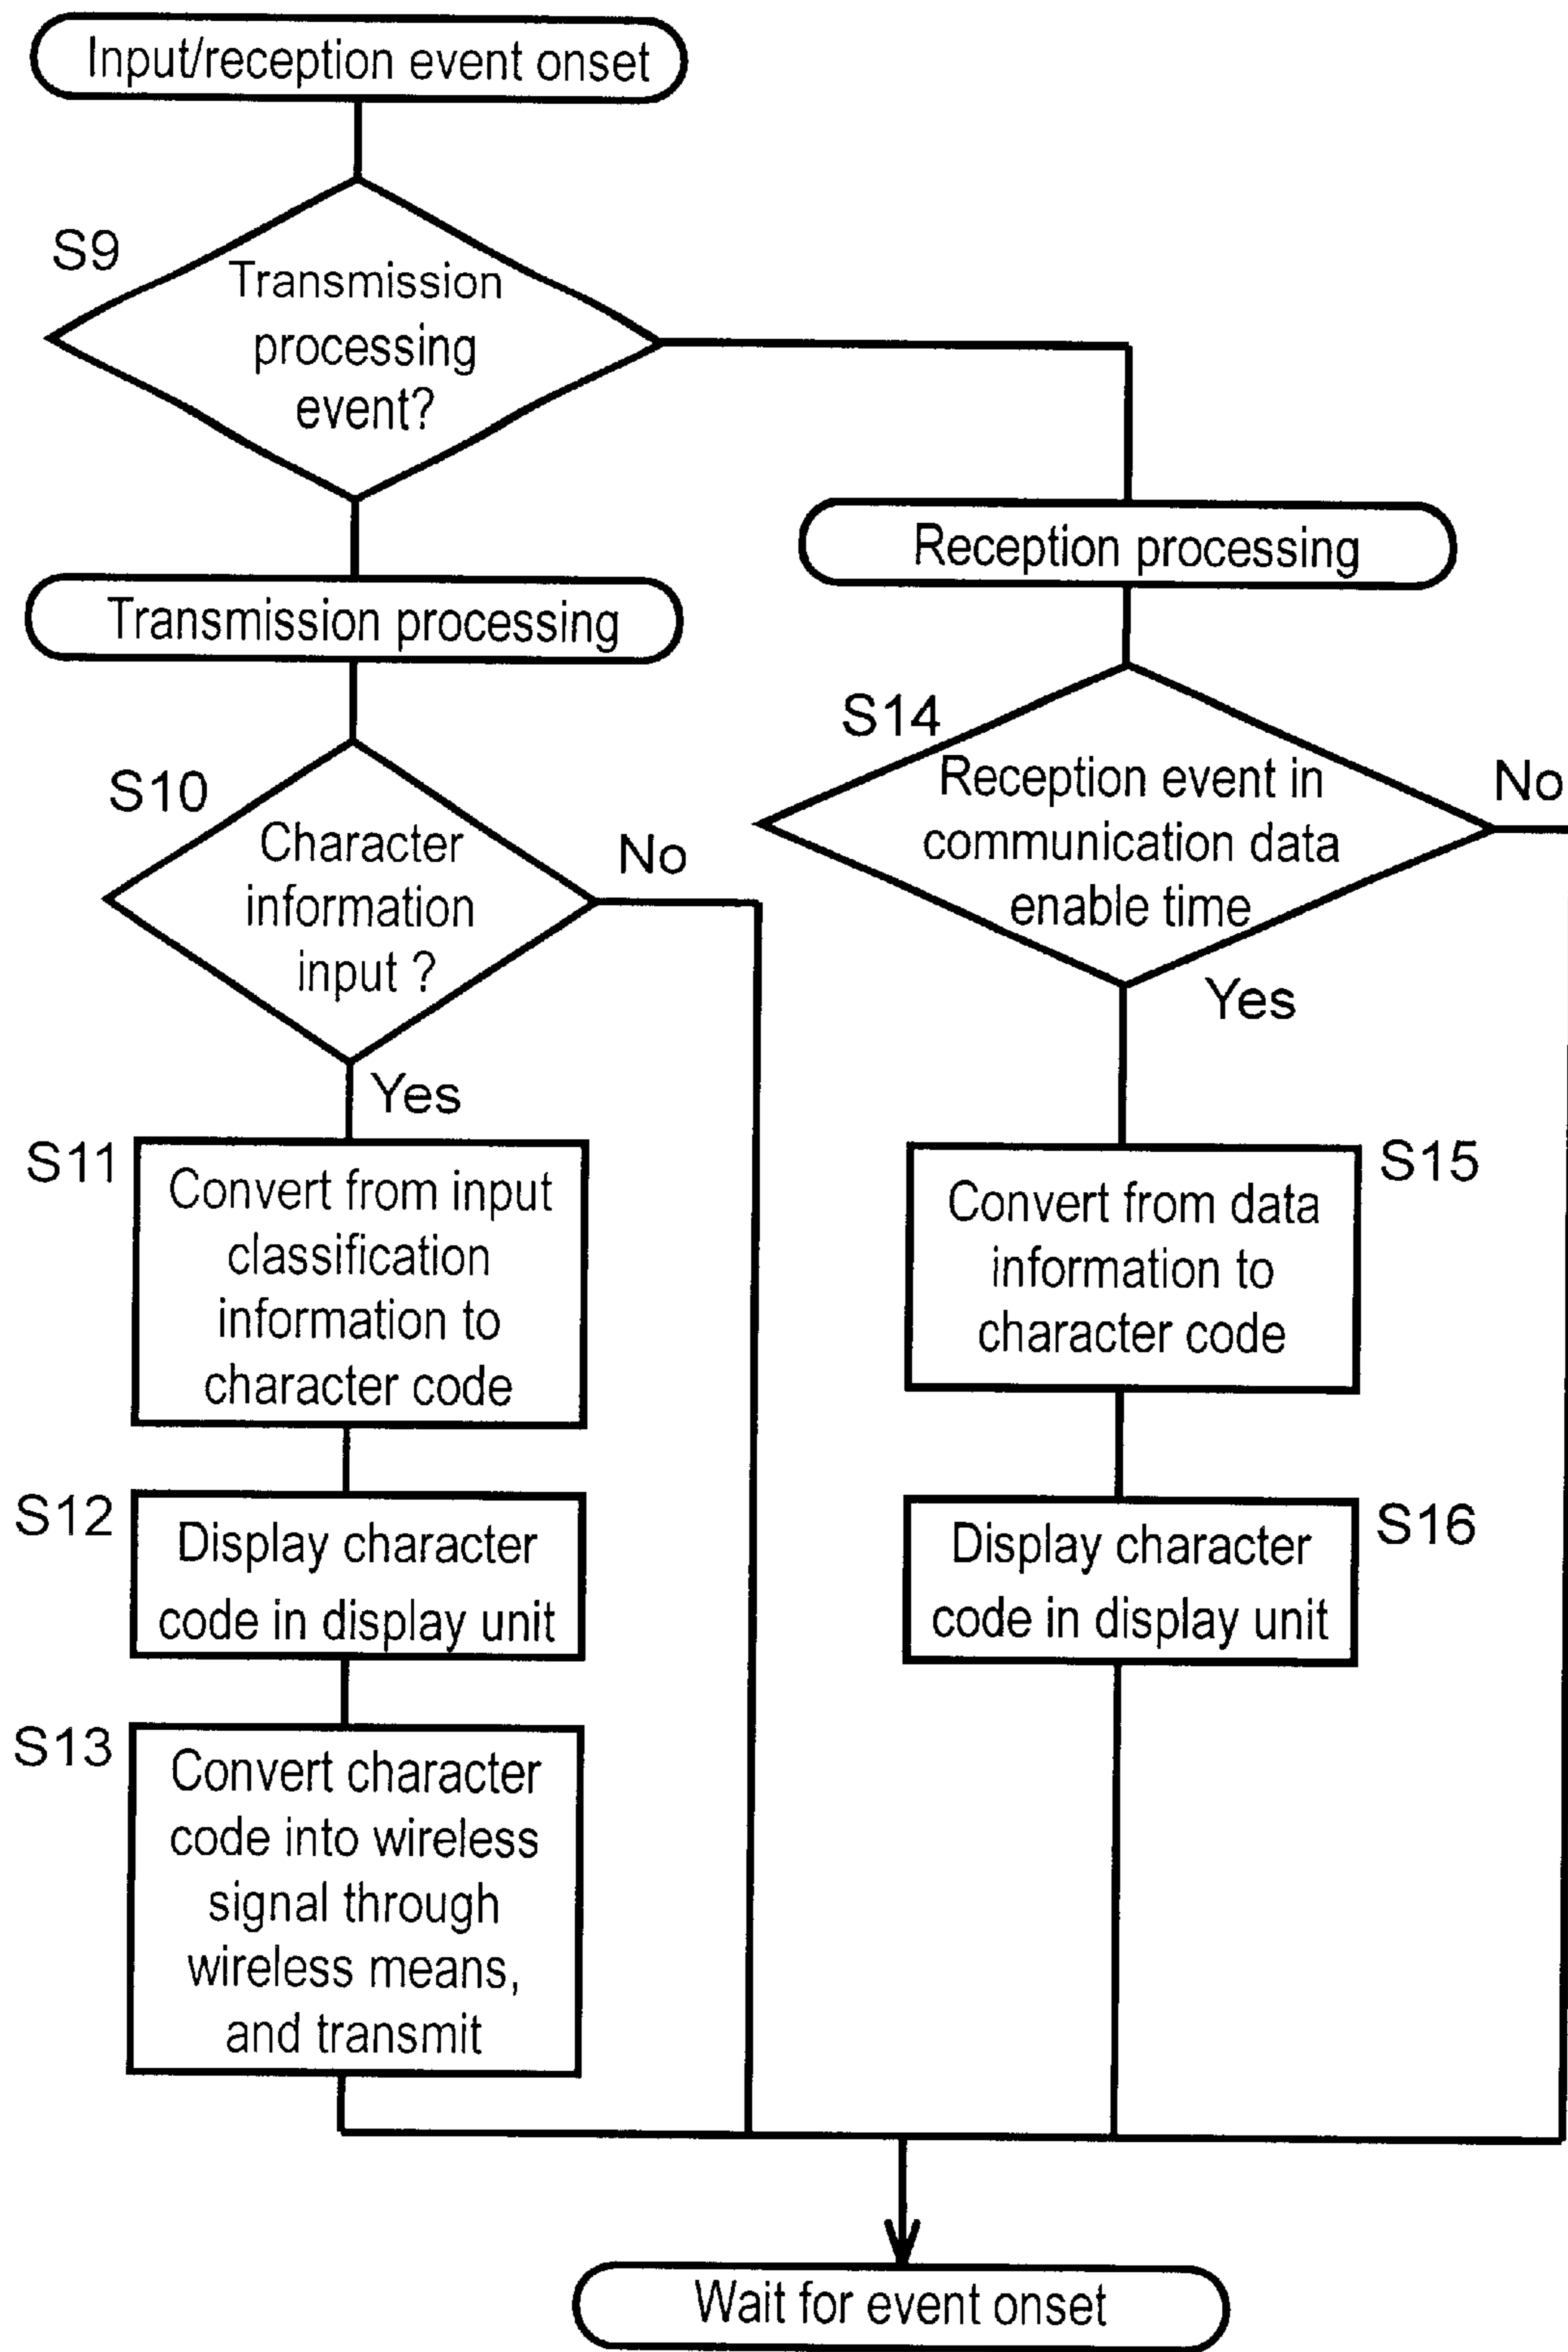 Input/reception event onset
S9
Transmission
processing
event?
Transmission processing
S10
Character
information
input ?
No
Yes
S11
Convert from input
classification
information to
character code
S12
Display character
code in display unit
S13
Convert character
code into wireless
signal through
wireless means,
and transmit
Reception processing
S14
Reception event in
communication data
enable time
No
Yes
S15
Convert from data
information to
character code
S16
Display character
code in display unit
Wait for event onset